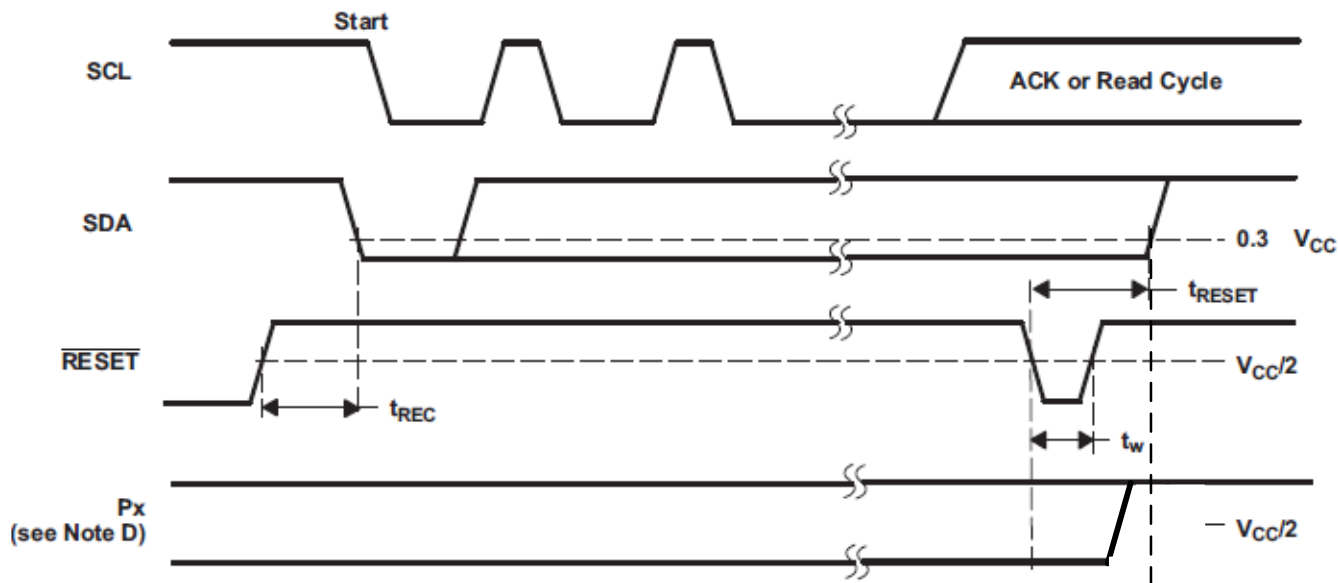 Start
SCL
ACK or Read Cycle
SDA
0.3 VCC
tRESET
RESET
VCC/2
tREC
tw
Px
(see Note D)
VCC/2